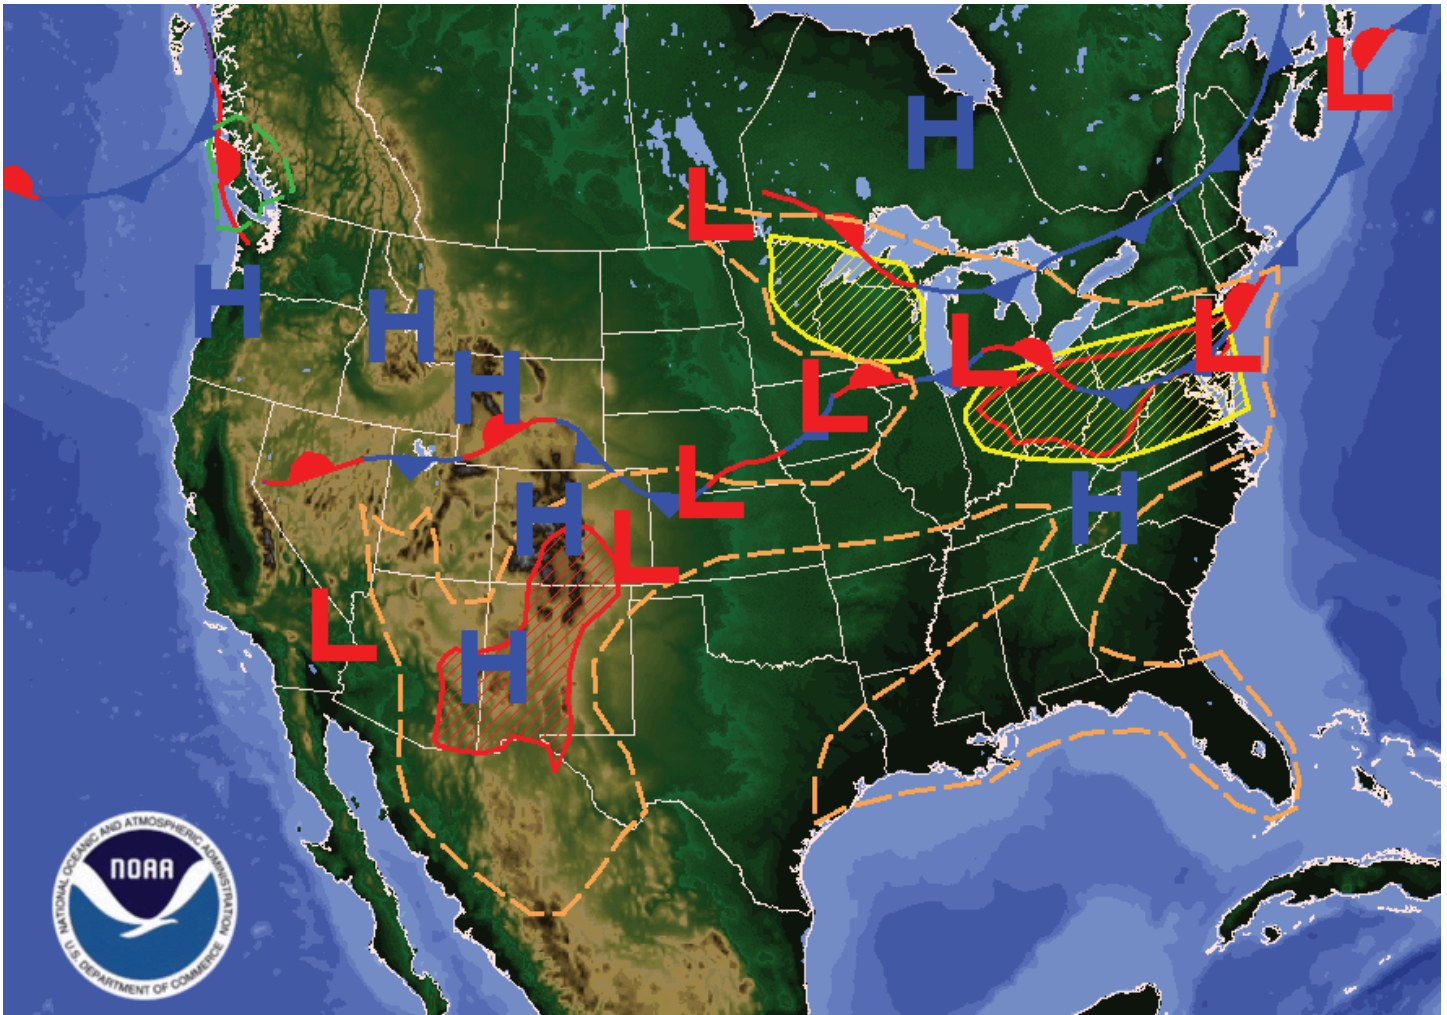 H
L
L
H
H
L
L
H
L
L
H
L
H
H
L
L
H
NATIONAL OCEANIC AND ATMOSPHERIC ADMINISTRATION
NOAA
U.S. DEPARTMENT OF COMMERCE